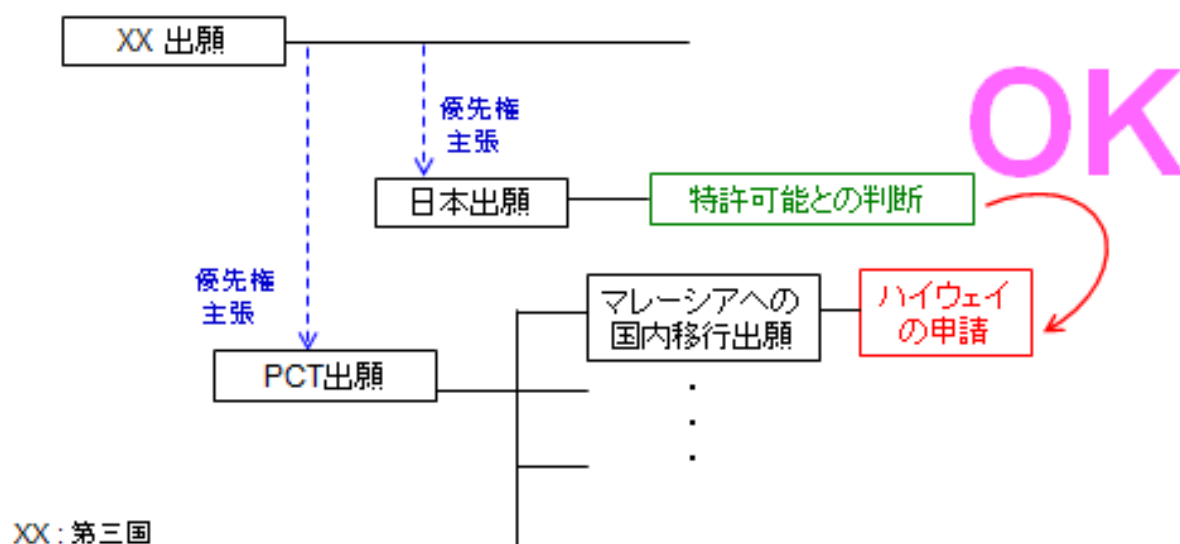 XX 出願
OK
優先権
主張
日本出願
特許可能との判断
優先権
主張
マレーシアへの
国内移行出願
ハイウェイ
の申請
PCT出願
XX : 第三国